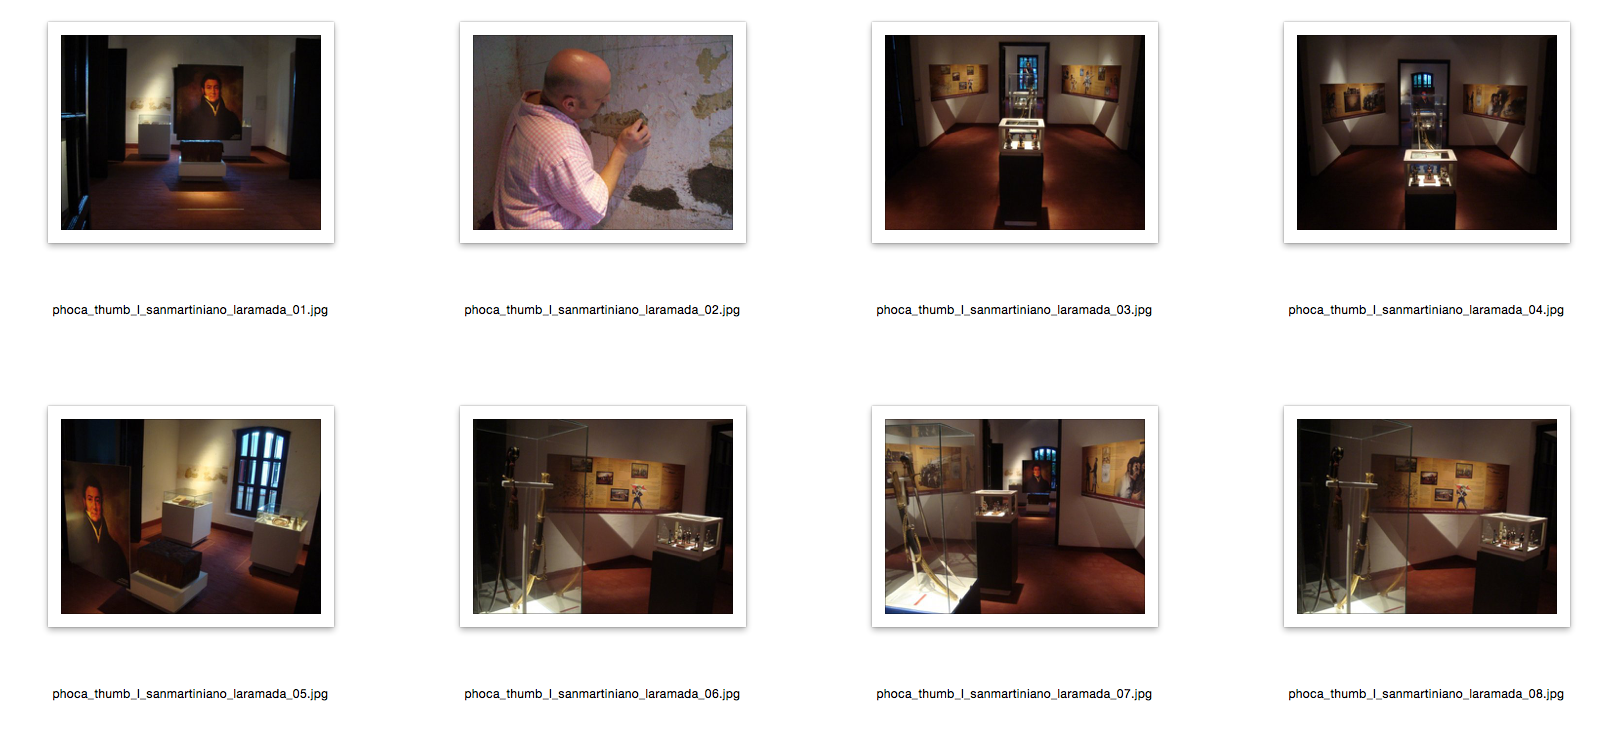 phoca_thumb_l_sanmartiniano_laramada_01.jpg
phoca_thumb_l_sanmartiniano_laramada_02.jpg
phoca_thumb_l_sanmartiniano_laramada_03.jpg
phoca_thumb_l_sanmartiniano_laramada_04.jpg
phoca_thumb_l_sanmartiniano_laramada_05.jpg
phoca_thumb_l_sanmartiniano_laramada_06.jpg
phoca_thumb_l_sanmartiniano_laramada_07.jpg
phoca_thumb_l_sanmartiniano_laramada_08.jpg